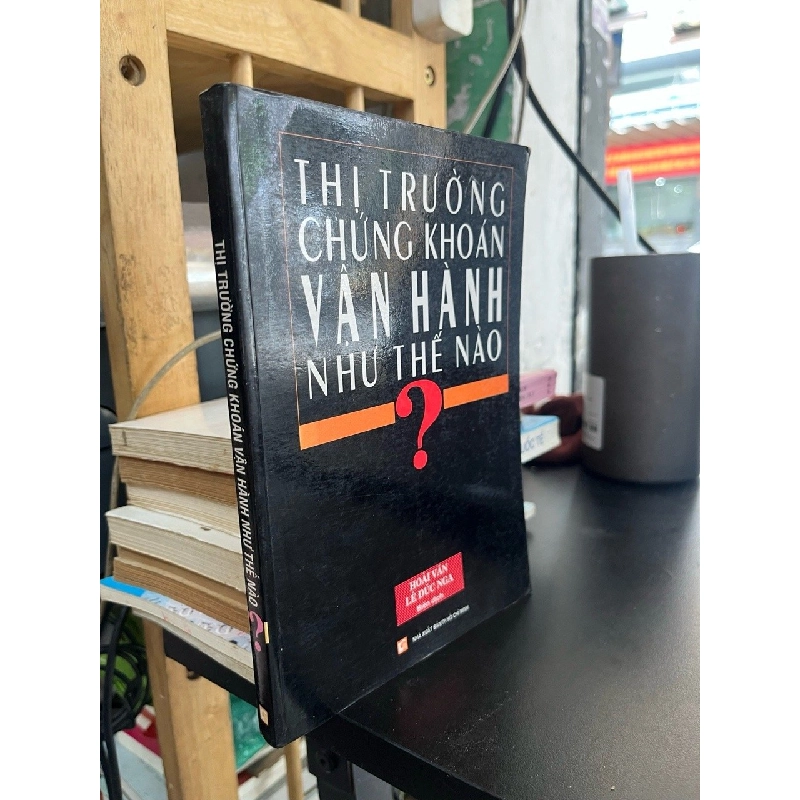 THỊ TRƯỜNG
CHỨNG KHOÁN
VẬN HÀNH
NHƯ THẾ NÀO
?
HOÀI VÂN
LÊ ĐỨC NGA
THỊ TRƯỜNG CHỨNG KHOÁN VẬN HÀNH NHƯ THẾ NÀO ?